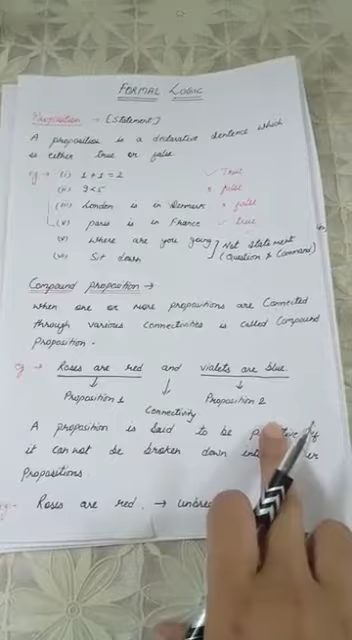 FORMAL LOGIC
Proposition → [Statement]
A proposition is a declarative sentence which
is either true or false
eg → (i) 1 + 1 = 2 ✓ True
(ii) 9 < 5 × false
(iii) London is in Denmark × false
(iv) paris is in France ✓ true
(v) where are you going
(vi) Sit down
] Not Statement
(Question & Command)
Compound proposition →
when one or more propositions are Connected
through various connectivities is called Compound
proposition.
eg → Roses are red and violets are blue.
Proposition 1 Proposition 2
Connectivity
A proposition is said to be if
it can not be broken down
propositions.
eg → Roses are red. →